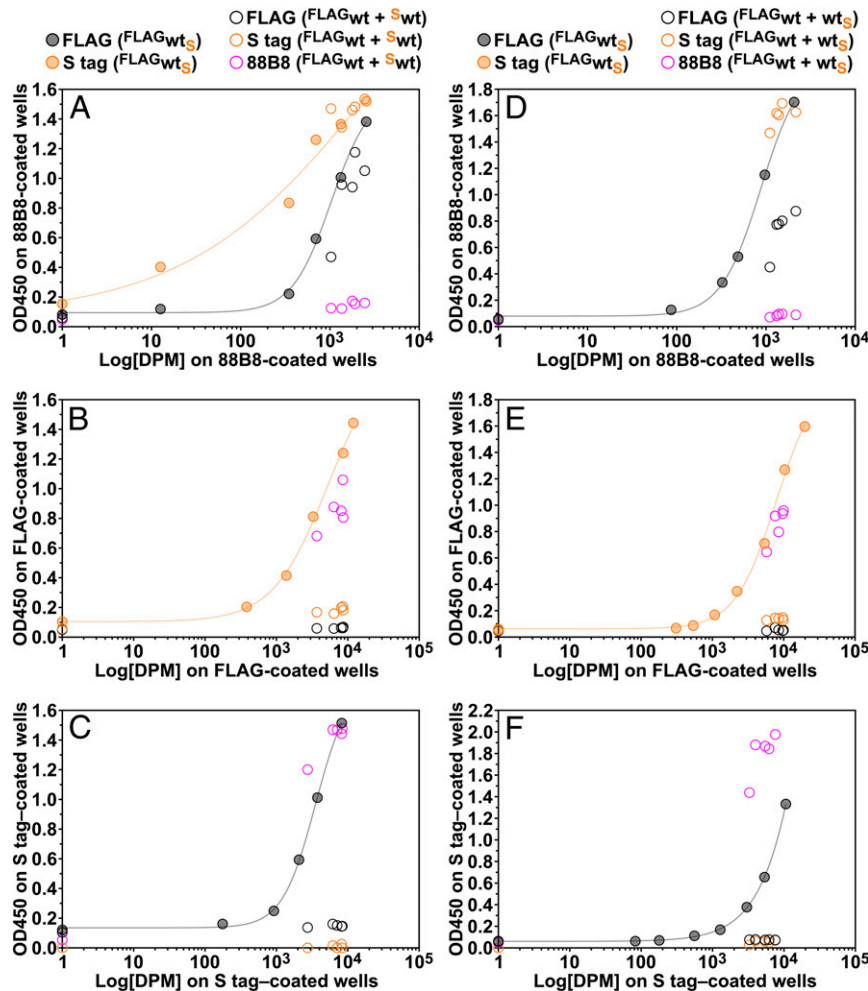 FLAG (FLAGwtS)
S tag (FLAGwtS)
FLAG (FLAGwt + Swt)
S tag (FLAGwt + Swt)
88B8 (FLAGwt + Swt)
FLAG (FLAGwtS)
S tag (FLAGwtS)
FLAG (FLAGwt + wtS)
S tag (FLAGwt + wtS)
88B8 (FLAGwt + wtS)
A
OD450 on 88B8-coated wells
1.6
1.4
1.2
1.0
0.8
0.6
0.4
0.2
0.0
1 10 10² 10³ 10⁴
Log[DPM] on 88B8-coated wells
D
OD450 on 88B8-coated wells
1.8
1.6
1.4
1.2
1.0
0.8
0.6
0.4
0.2
0.0
1 10 10² 10³ 10⁴
Log[DPM] on 88B8-coated wells
B
OD450 on FLAG-coated wells
1.6
1.4
1.2
1.0
0.8
0.6
0.4
0.2
0.0
1 10 100 10³ 10⁴ 10⁵
Log[DPM] on FLAG-coated wells
E
OD450 on FLAG-coated wells
1.8
1.6
1.4
1.2
1.0
0.8
0.6
0.4
0.2
0.0
1 10 100 10³ 10⁴ 10⁵
Log[DPM] on FLAG-coated wells
C
OD450 on S tag–coated wells
1.6
1.4
1.2
1.0
0.8
0.6
0.4
0.2
0.0
1 10 100 10³ 10⁴ 10⁵
Log[DPM] on S tag–coated wells
F
OD450 on S tag–coated wells
2.2
2.0
1.8
1.6
1.4
1.2
1.0
0.8
0.6
0.4
0.2
0.0
1 10 100 10³ 10⁴ 10⁵
Log[DPM] on S tag–coated wells